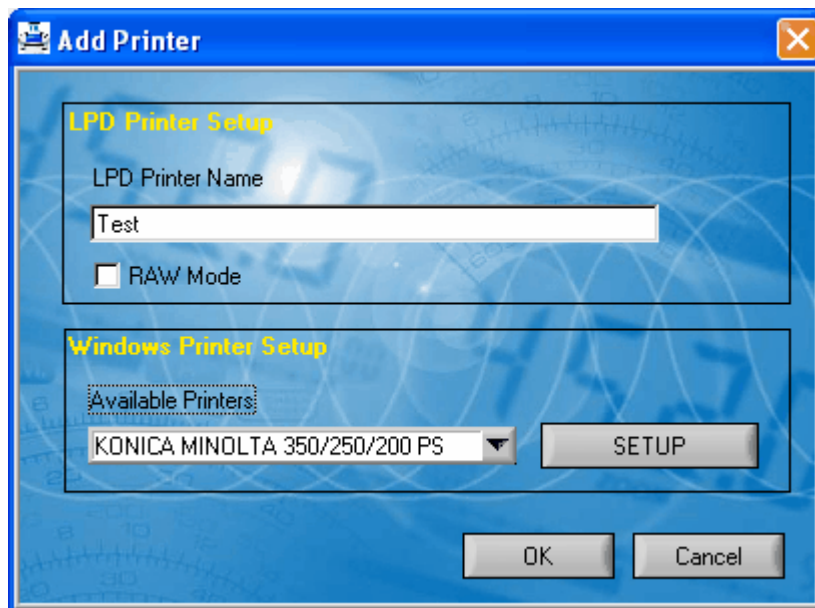 Add Printer
LPD Printer Setup
LPD Printer Name
Test
RAW Mode
Windows Printer Setup
Available Printers
KONICA MINOLTA 350/250/200 PS
SETUP
OK
Cancel